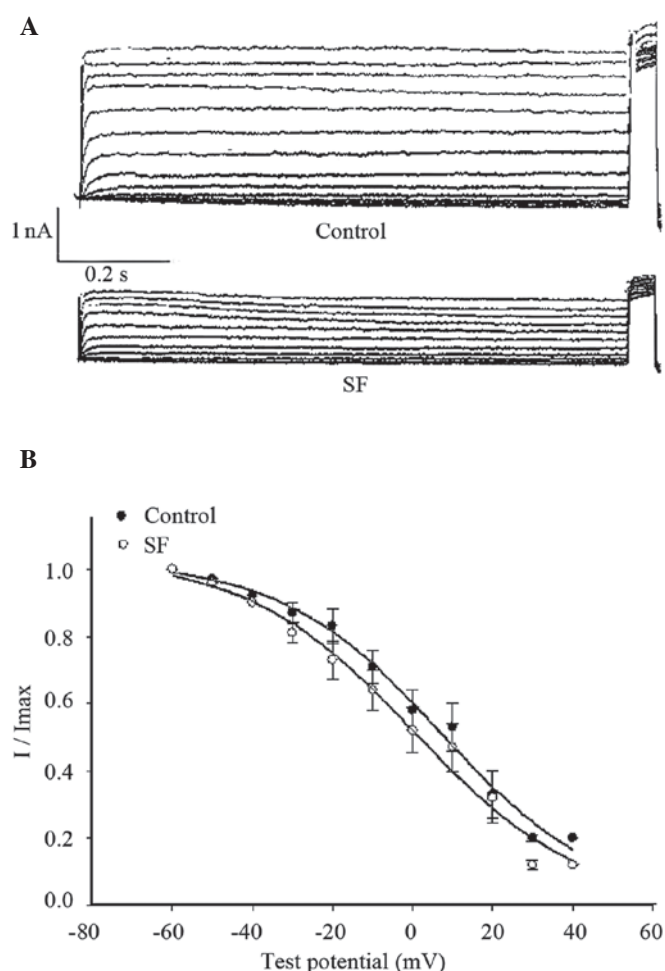 A
1 nA
Control
0.2 s
SF
B
Control
SF
1.0
0.8
0.6
0.4
0.2
0.0
I / Imax
-80 -60 -40 -20 0 20 40 60
Test potential (mV)